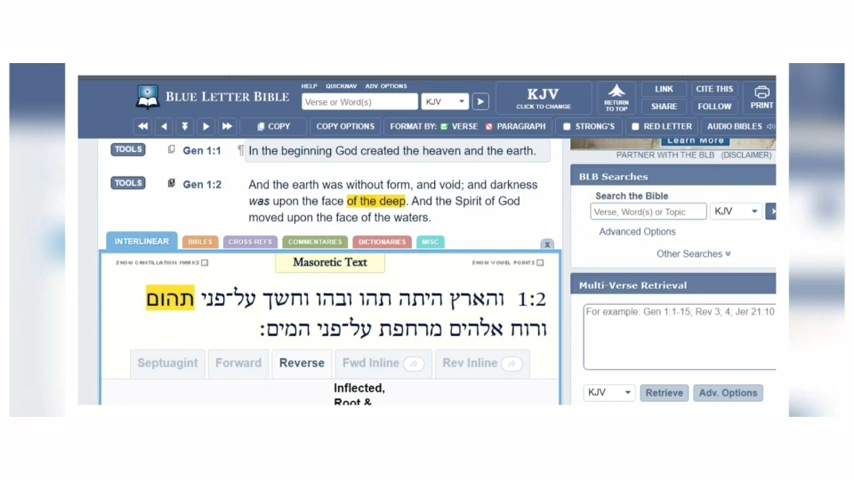 BLUE LETTER BIBLE
HELP QUICKNAV ADV. OPTIONS
Verse or Word(s) KJV
KJV
CLICK TO CHANGE
RETURN
TO TOP
LINK
SHARE
CITE THIS
FOLLOW
PRINT
COPY COPY OPTIONS FORMAT BY: VERSE PARAGRAPH STRONG'S RED LETTER AUDIO BIBLES
TOOLS Gen 1:1 ¶ In the beginning God created the heaven and the earth.
TOOLS Gen 1:2 And the earth was without form, and void; and darkness
was upon the face of the deep. And the Spirit of God
moved upon the face of the waters.
INTERLINEAR BIBLES CROSS-REFS COMMENTARIES DICTIONARIES MISC x
SHOW CANTILLATION MARKS Masoretic Text SHOW VOWEL POINTS
1:2 והארץ היתה תהו ובהו וחשך על־פני תהום
ורוח אלהים מרחפת על־פני המים׃
Septuagint Forward Reverse Fwd Inline Rev Inline
Inflected,
Root &
Learn More
PARTNER WITH THE BLB (DISCLAIMER)
BLB Searches
Search the Bible
Verse, Word(s) or Topic KJV
Advanced Options
Other Searches
Multi-Verse Retrieval
For example: Gen 1:1-15; Rev 3; 4; Jer 21:10
KJV Retrieve Adv. Options